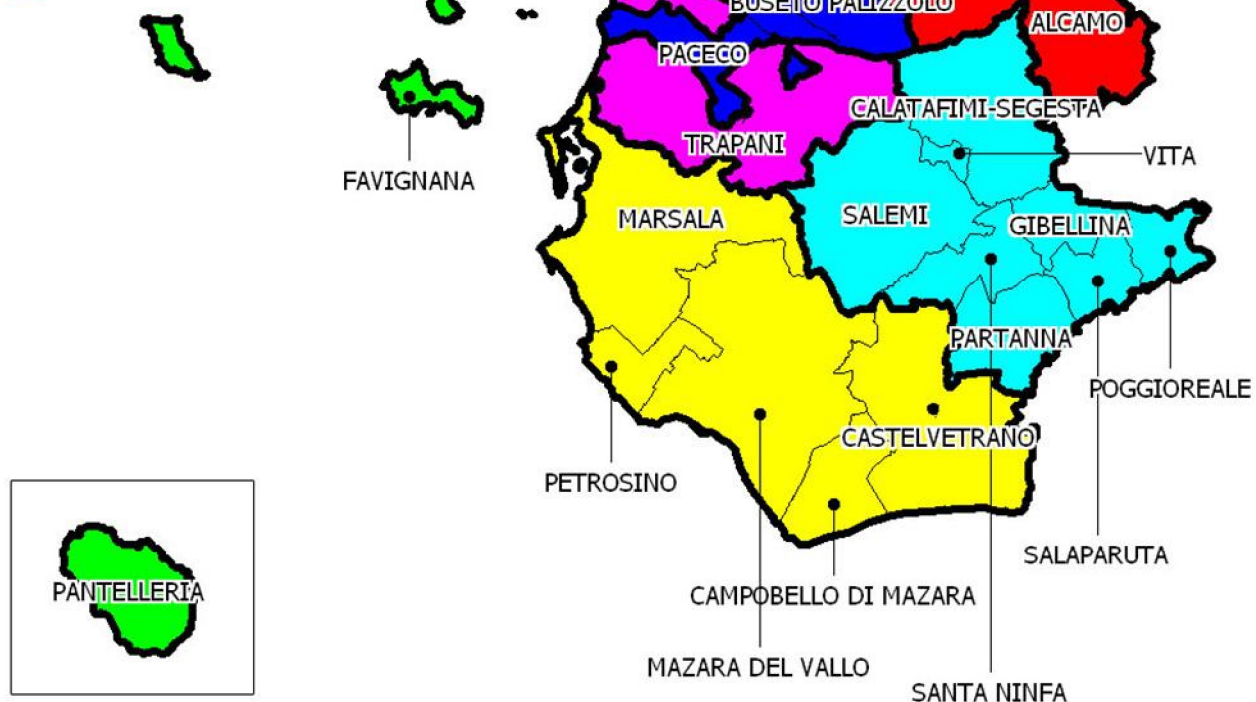 BUSETO PALIZZOLO
ALCAMO
PACECO
CALATAFIMI-SEGESTA
TRAPANI
VITA
FAVIGNANA
MARSALA
SALEMI
GIBELLINA
PARTANNA
POGGIOREALE
CASTELVETRANO
PETROSINO
SALAPARUTA
PANTELLERIA
CAMPOBELLO DI MAZARA
MAZARA DEL VALLO
SANTA NINFA